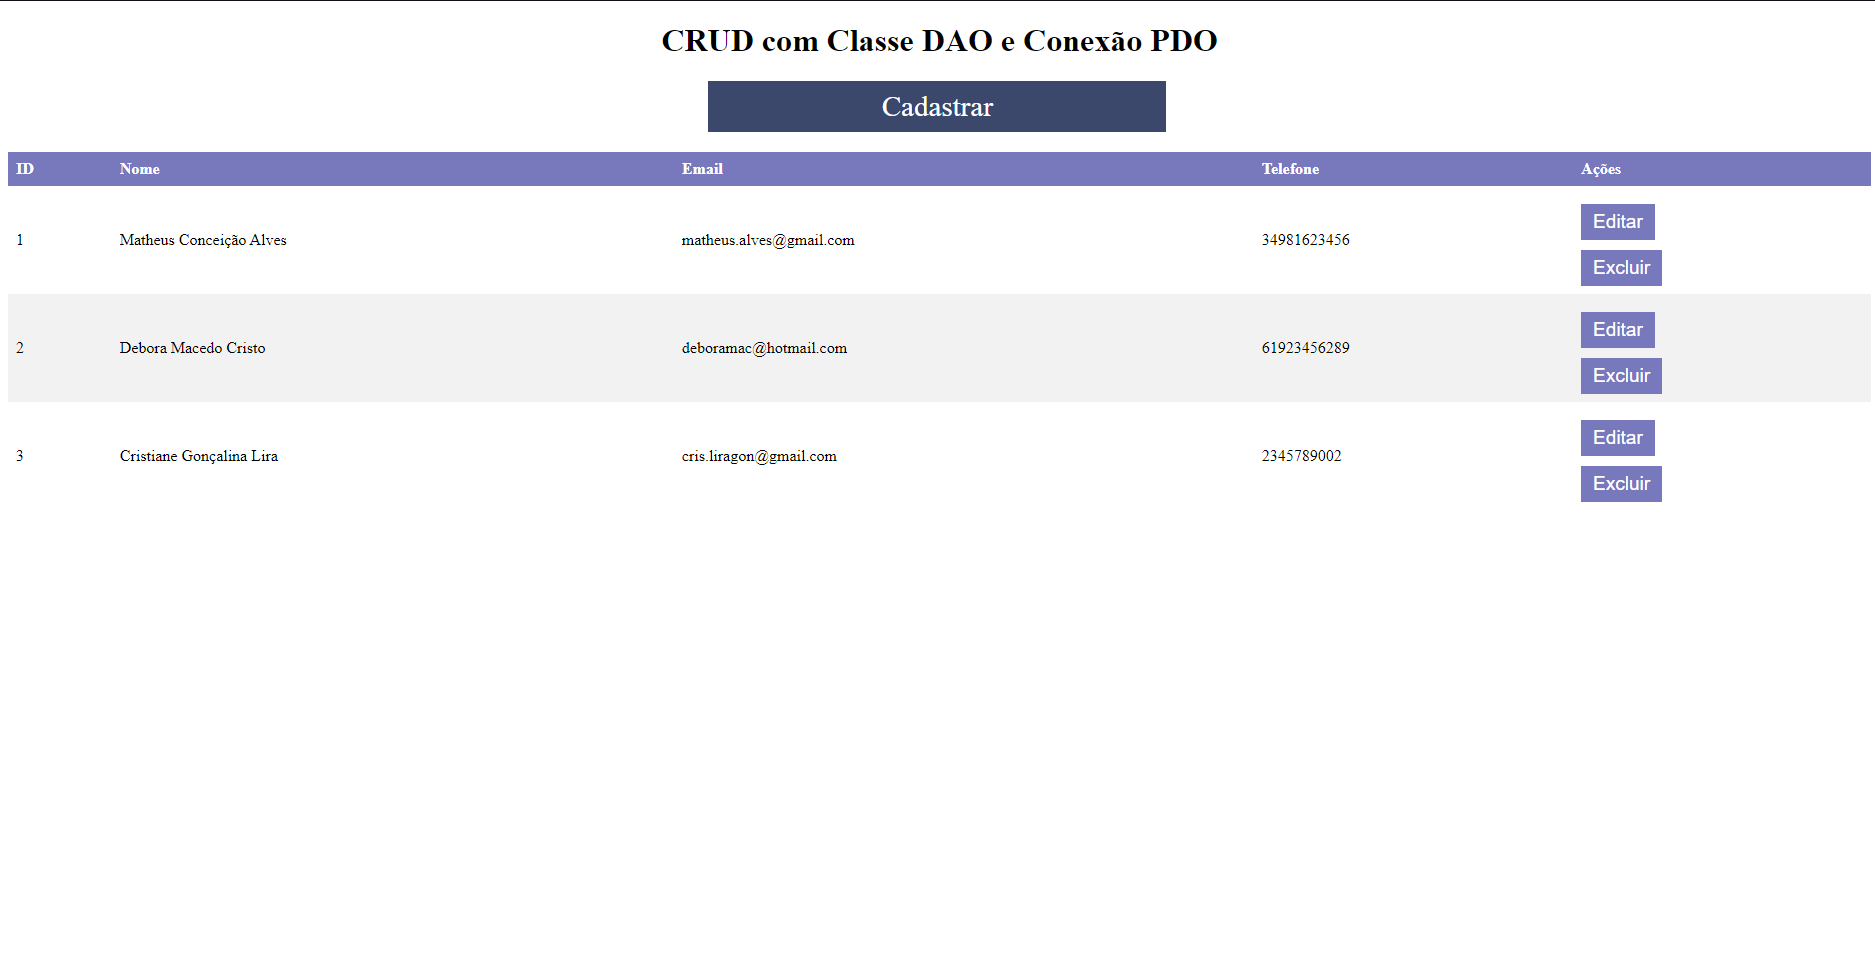 CRUD com Classe DAO e Conexão PDO
Cadastrar
ID Nome Email Telefone Ações
1 Matheus Conceição Alves matheus.alves@gmail.com 34981623456 Editar
Excluir
2 Debora Macedo Cristo deboramac@hotmail.com 61923456289 Editar
Excluir
3 Cristiane Gonçalina Lira cris.liragon@gmail.com 2345789002 Editar
Excluir